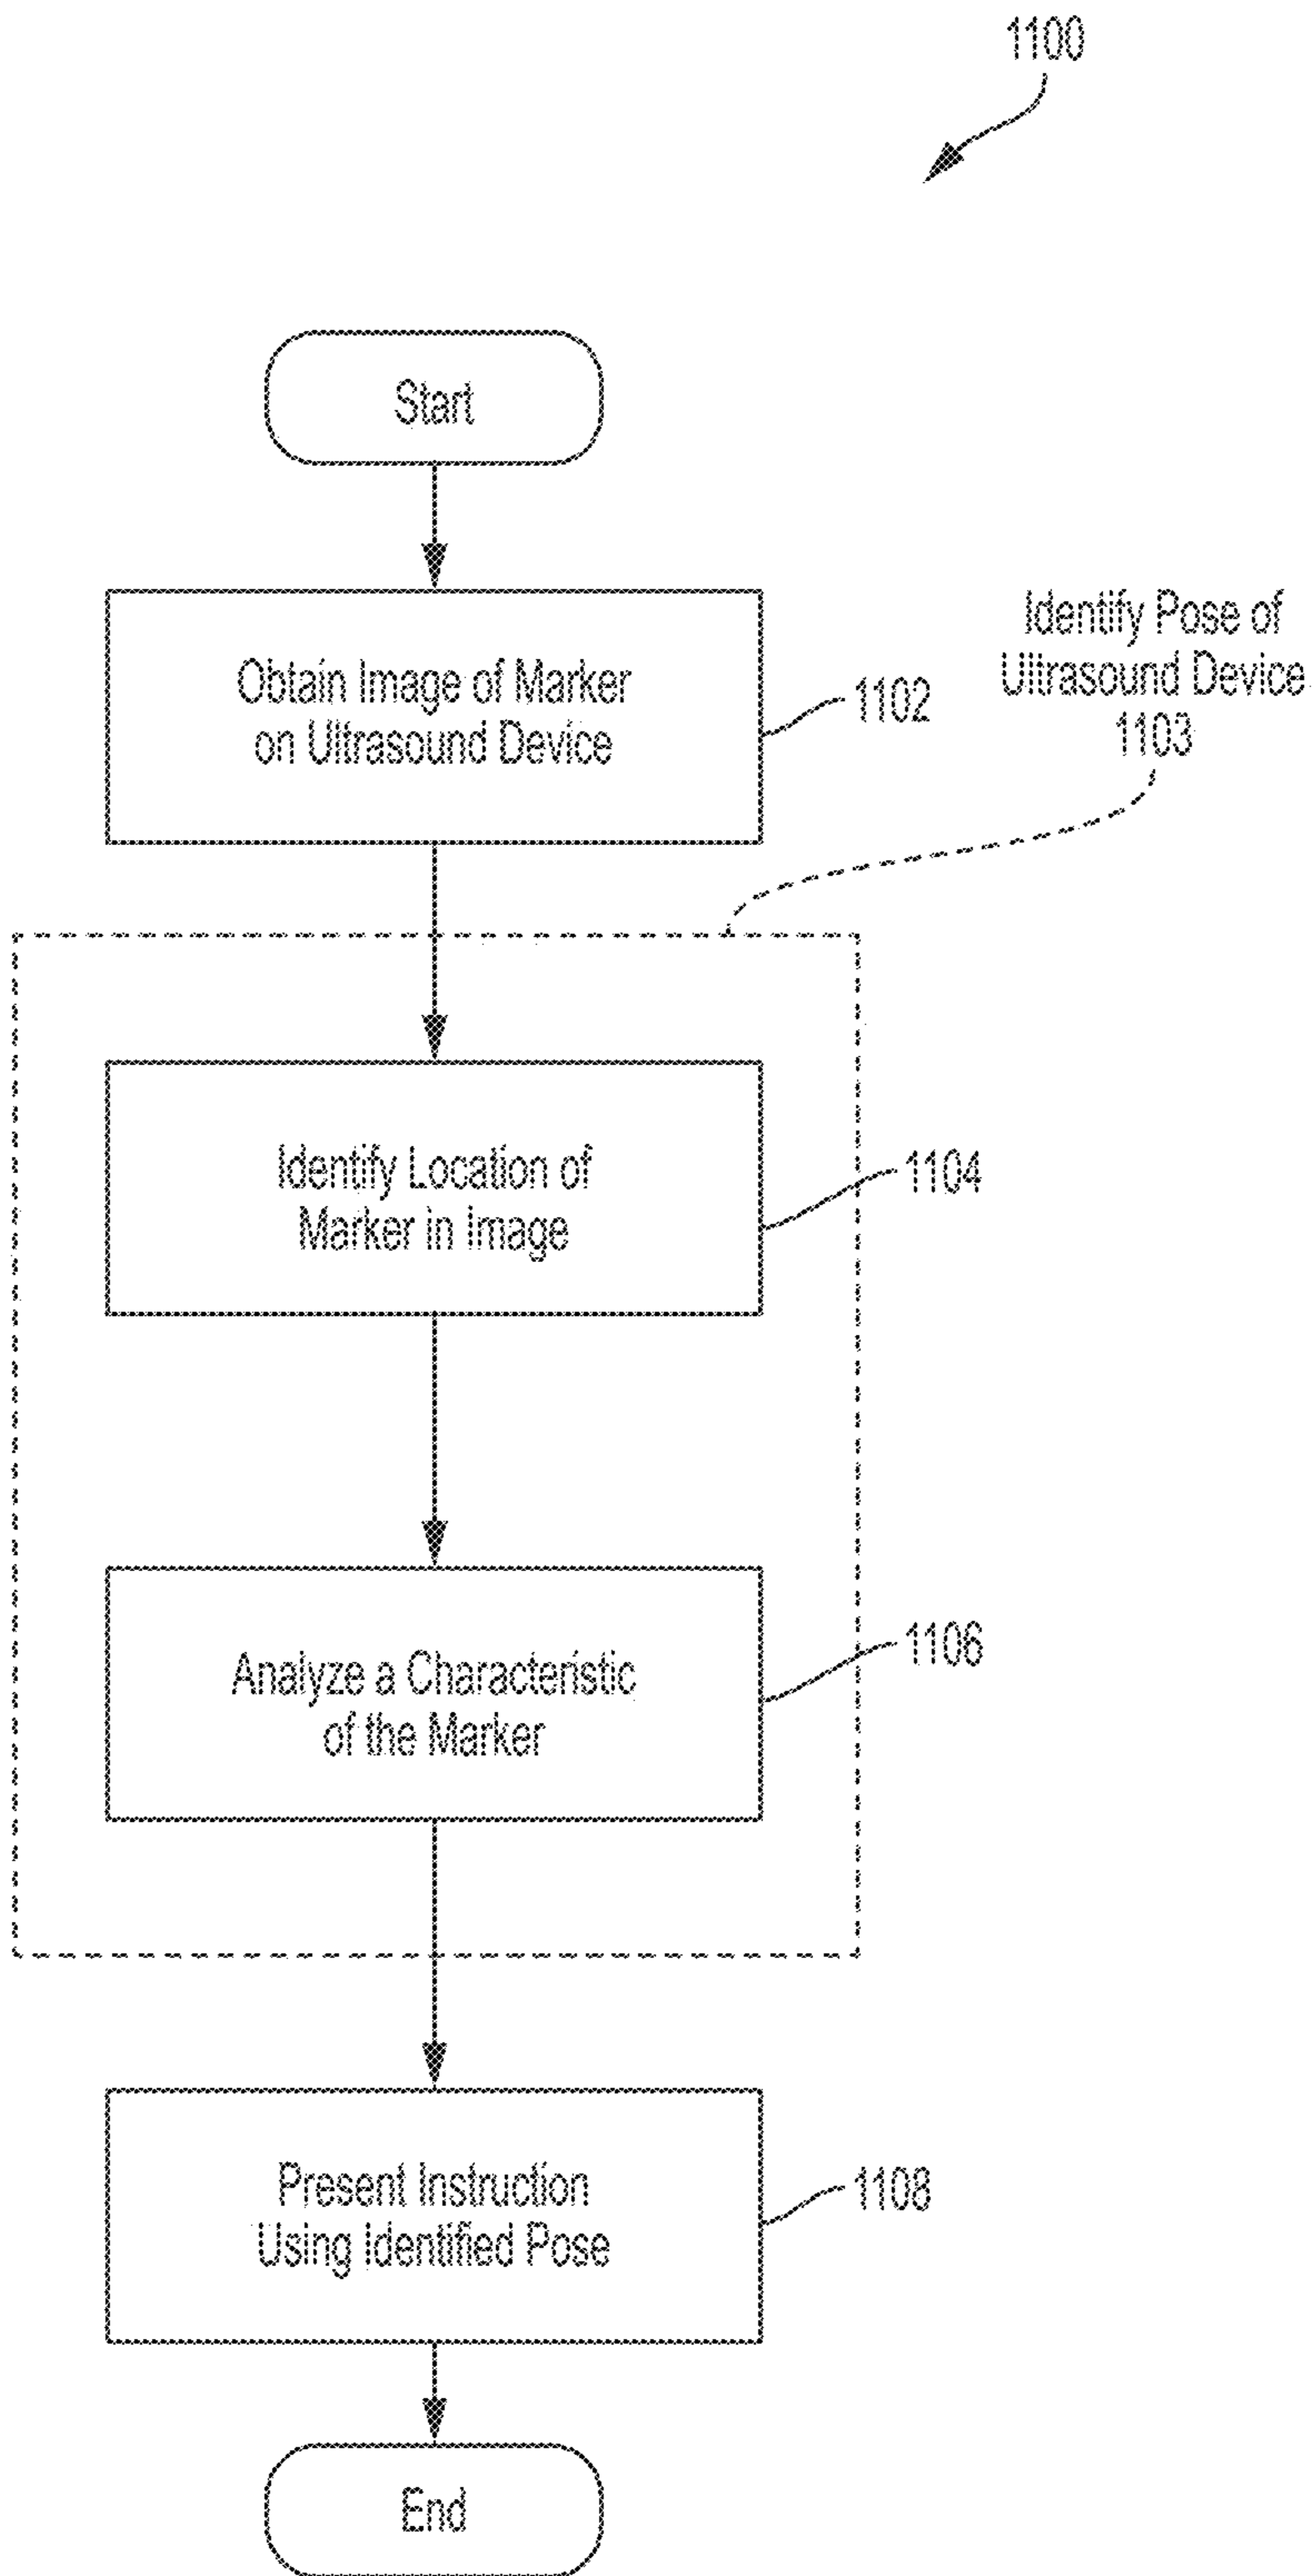 1100
Start
Obtain Image of Marker
on Ultrasound Device
1102
Identify Pose of
Ultrasound Device
1103
Identify Location of
Marker in Image
1104
Analyze a Characteristic
of the Marker
1106
Present Instruction
Using Identified Pose
1108
End